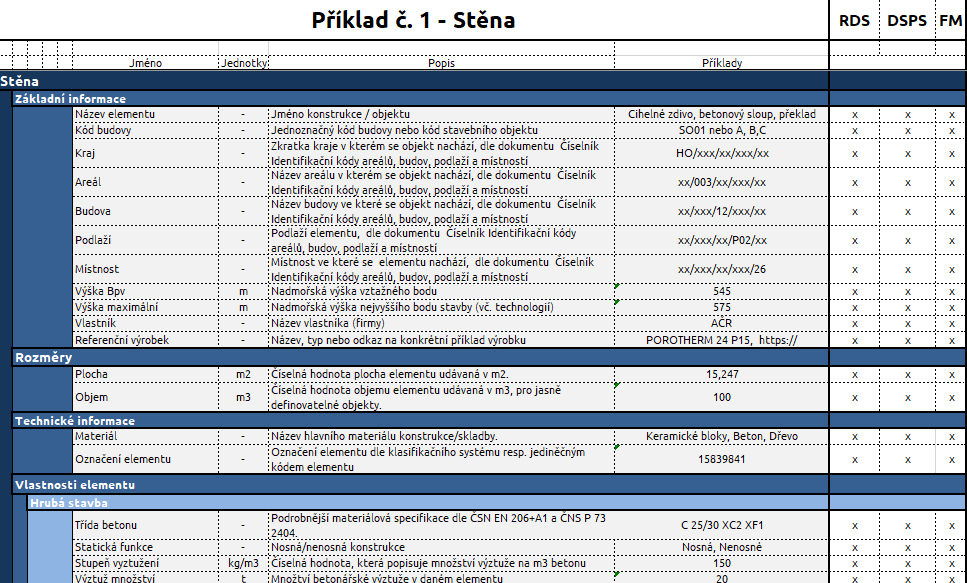 Příklad č. 1 - Stěna RDS DSPS FM
Jméno Jednotky Popis Příklady
Stěna
Základní informace
Název elementu - Jméno konstrukce / objektu Cihelné zdivo, betonový sloup, překlad x x x
Kód budovy - Jednoznačný kód budovy nebo kód stavebního objektu SO01 nebo A, B,C x x x
Kraj - Zkratka kraje v kterém se objekt nachází, dle dokumentu Číselník
Identifikační kódy areálů, budov, podlaží a místností HO/xxx/xx/xxx/xx x x x
Areál - Název areálu v kterém se objekt nachází, dle dokumentu Číselník
Identifikační kódy areálů, budov, podlaží a místností xx/003/xx/xxx/xx x x x
Budova - Název budovy ve které se objekt nachází, dle dokumentu Číselník
Identifikační kódy areálů, budov, podlaží a místností xx/xxx/12/xxx/xx x x x
Podlaží - Podlaží elementu, dle dokumentu Číselník Identifikační kódy
areálů, budov, podlaží a místností xx/xxx/xx/P02/xx x x x
Místnost - Místnost ve které se elementu nachází, dle dokumentu Číselník
Identifikační kódy areálů, budov, podlaží a místností xx/xxx/xx/xxx/26 x x x
Výška Bpv m Nadmořská výška vztažného bodu 545 x x x
Výška maximální m Nadmořská výška nejvyššího bodu stavby (vč. technologií) 575 x x x
Vlastník - Název vlastníka (firmy) AČR x x x
Referenční výrobek - Název, typ nebo odkaz na konkrétní příklad výrobku POROTHERM 24 P15, https:// x x x
Rozměry
Plocha m2 Číselná hodnota plocha elementu udávaná v m2. 15,247 x x x
Objem m3 Číselná hodnota objemu elementu udávaná v m3, pro jasně
definovatelné objekty. 100 x x x
Technické informace
Materiál - Název hlavního materiálu konstrukce/skladby. Keramické bloky, Beton, Dřevo x x x
Označení elementu - Označení elementu dle klasifikačního systému resp. jedinečným
kódem elementu 15839841 x x x
Vlastnosti elementu
Hrubá stavba
Třída betonu - Podrobnější materiálová specifikace dle ČSN EN 206+A1 a ČNS P 73
2404. C 25/30 XC2 XF1 x x x
Statická funkce - Nosná/nenosná konstrukce Nosná, Nenosné x x x
Stupeň vyztužení kg/m3 Číselná hodnota, která popisuje množství výztuže na m3 betonu 150 x x x
Výztuž množství t Množtví betonářské výztuže v daném elementu 20 x x x